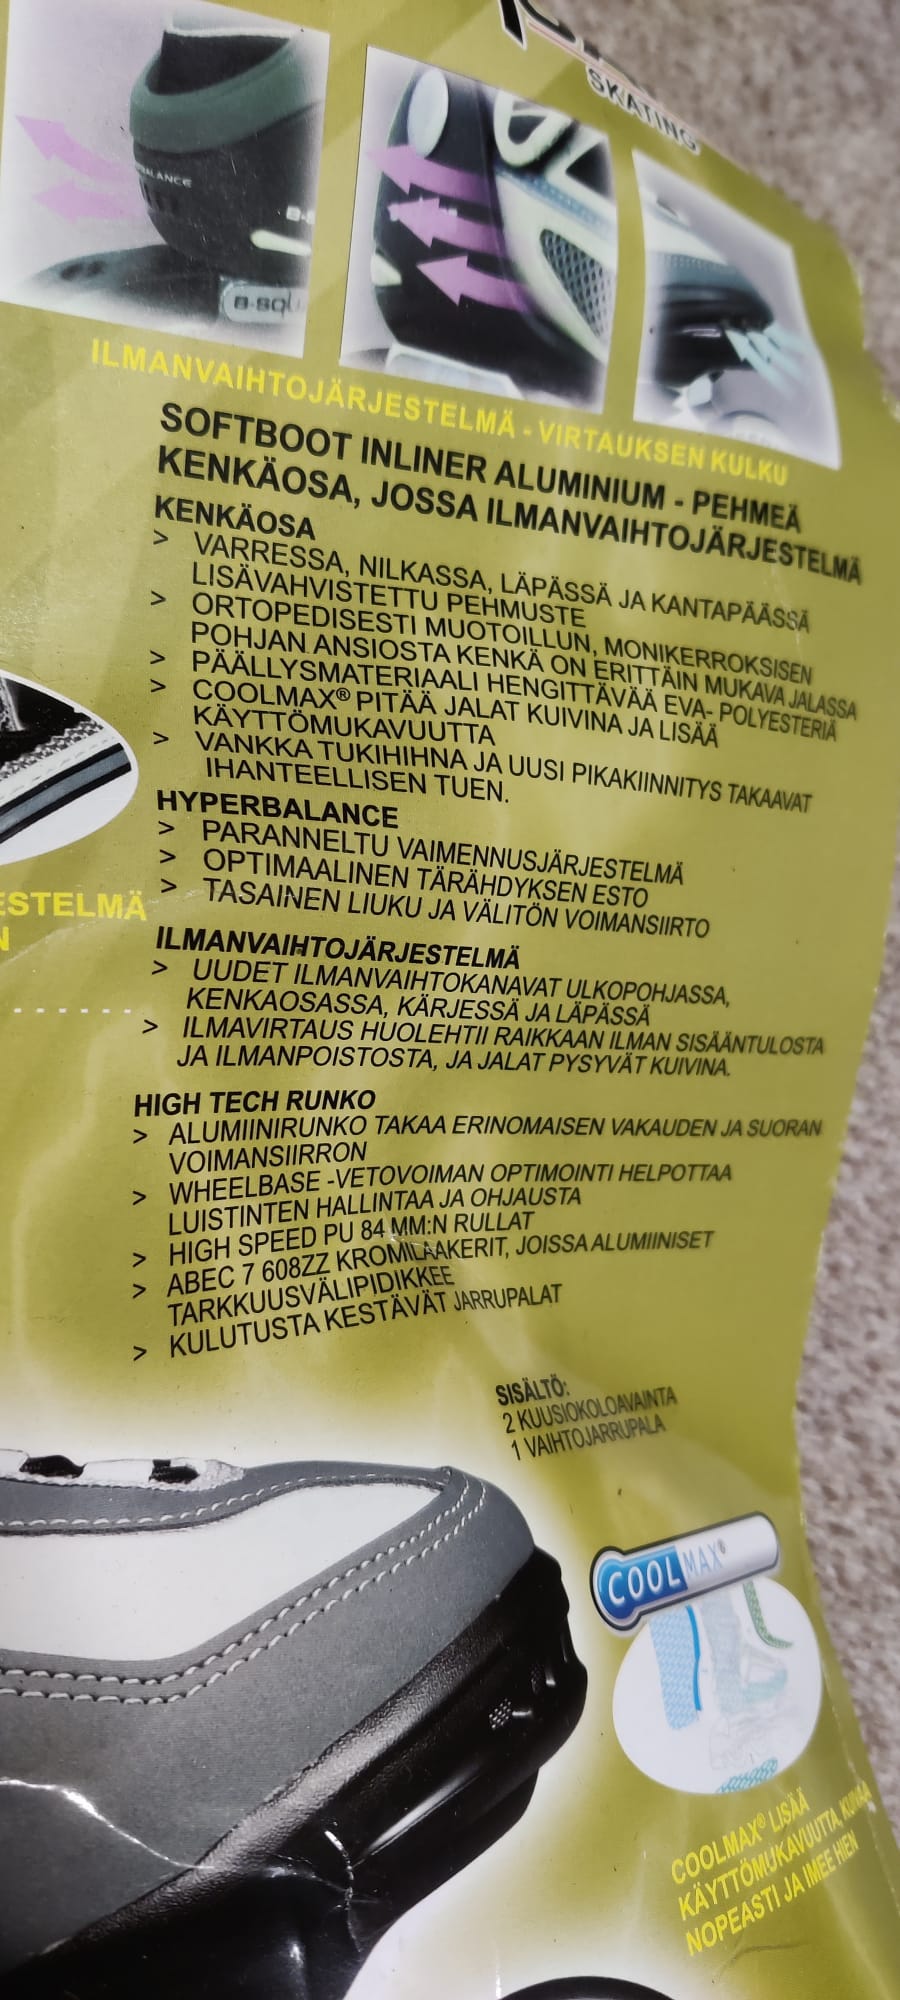 SKATING
B-SQU
ILMANVAIHTOJÄRJESTELMÄ - VIRTAUKSEN KULKU
SOFTBOOT INLINER ALUMINIUM - PEHMEÄ
KENKÄOSA, JOSSA ILMANVAIHTOJÄRJESTELMÄ
KENKÄOSA
> VARRESSA, NILKASSA, LÄPÄSSÄ JA KANTAPÄÄSSÄ
LISÄVAHVISTETTU PEHMUSTE
> ORTOPEDISESTI MUOTOILLUN, MONIKERROKSISEN
POHJAN ANSIOSTA KENKÄ ON ERITTÄIN MUKAVA JALASSA
> PÄÄLLYSMATERIAALI HENGITTÄVÄÄ EVA- POLYESTERIÄ
> COOLMAX® PITÄÄ JALAT KUIVINA JA LISÄÄ
KÄYTTÖMUKAVUUTTA
> VANKKA TUKIHIHNA JA UUSI PIKAKIINNITYS TAKAAVAT
IHANTEELLISEN TUEN.
HYPERBALANCE
> PARANNELTU VAIMENNUSJÄRJESTELMÄ
> OPTIMAALINEN TÄRÄHDYKSEN ESTO
> TASAINEN LIUKU JA VÄLITÖN VOIMANSIIRTO
ESTELMÄ
N
ILMANVAIHTOJÄRJESTELMÄ
> UUDET ILMANVAIHTOKANAVAT ULKOPOHJASSA,
KENKAOSASSA, KÄRJESSÄ JA LÄPÄSSÄ
> ILMAVIRTAUS HUOLEHTII RAIKKAAN ILMAN SISÄÄNTULOSTA
JA ILMANPOISTOSTA, JA JALAT PYSYVÄT KUIVINA.
HIGH TECH RUNKO
> ALUMIINIRUNKO TAKAA ERINOMAISEN VAKAUDEN JA SUORAN
VOIMANSIIRRON
> WHEELBASE -VETOVOIMAN OPTIMOINTI HELPOTTAA
LUISTINTEN HALLINTAA JA OHJAUSTA
> HIGH SPEED PU 84 MM:N RULLAT
> ABEC 7 608ZZ KROMILAAKERIT, JOISSA ALUMIINISET
TARKKUUSVÄLIPIDIKKEE
> KULUTUSTA KESTÄVÄT JARRUPALAT
SISÄLTÖ:
2 KUUSIOKOLOAVAINTA
1 VAIHTOJARRUPALA
COOLMAX®
COOLMAX® LISÄÄ
KÄYTTÖMUKAVUUTTA, KUIVAA
NOPEASTI JA IMEE HIEN